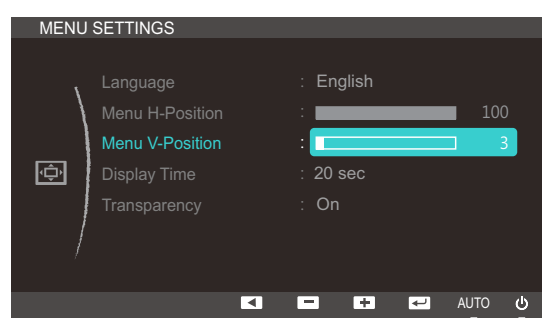 MENU SETTINGS
Language : English
Menu H-Position : 100
Menu V-Position : 3
Display Time : 20 sec
Transparency : On
AUTO